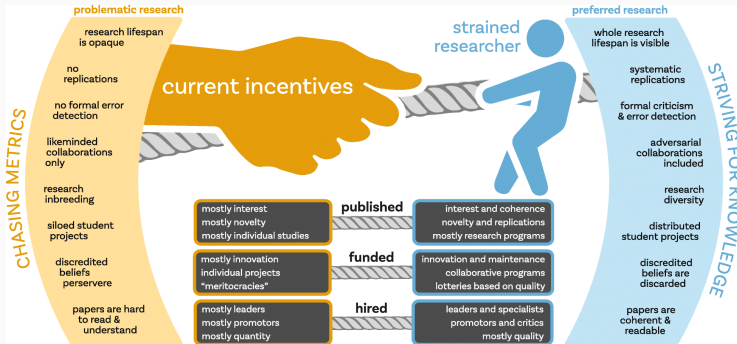 problematic research
research lifespan
is opaque
no
replications
no formal error
detection
likeminded
collaborations
only
research
inbreeding
siloed student
projects
discredited
beliefs
perservere
papers are hard
to read &
understand
CHASING METRICS
current incentives
strained
researcher
published
mostly interest
mostly novelty
mostly individual studies
interest and coherence
novelty and replications
mostly research programs
funded
mostly innovation
individual projects
“meritocracies”
innovation and maintenance
collaborative programs
lotteries based on quality
hired
mostly leaders
mostly promotors
mostly quantity
leaders and specialists
promotors and critics
mostly quality
preferred research
whole research
lifespan is visible
systematic
replications
formal criticism
& error detection
adversarial
collaborations
included
research
diversity
distributed
student projects
discredited
beliefs are
discarded
papers are
coherent &
readable
STRIVING FOR KNOWLEDGE